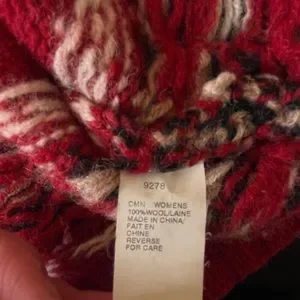 9278
CMN WOMENS
100%WOOL/LAINE
MADE IN CHINA/
FAIT EN
CHINE
REVERSE
FOR CARE